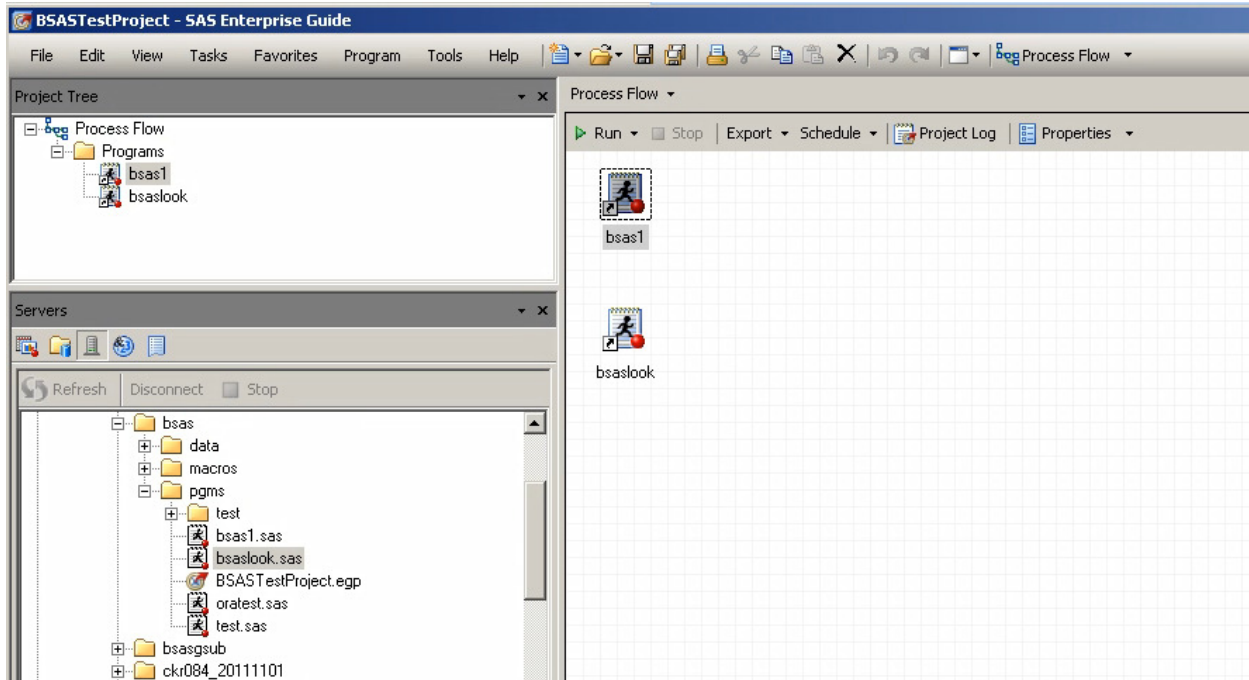 BSASTestProject - SAS Enterprise Guide
File Edit View Tasks Favorites Program Tools Help Process Flow
Project Tree
Process Flow
Programs
bsas1
bsaslook
Servers
Refresh Disconnect Stop
bsas
data
macros
pgms
test
bsas1.sas
bsaslook.sas
BSASTestProject.egp
oratest.sas
test.sas
bsasgsub
ckr084_20111101
Process Flow
Run Stop Export Schedule Project Log Properties
bsas1
bsaslook